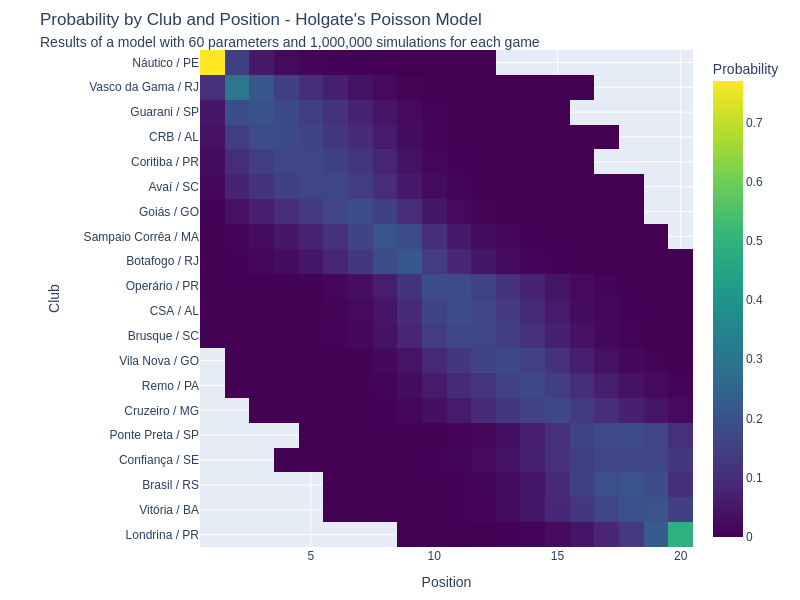 Probability by Club and Position - Holgate's Poisson Model
Results of a model with 60 parameters and 1,000,000 simulations for each game
Probability
Club
Náutico / PE
Vasco da Gama / RJ
Guarani / SP
CRB / AL
Coritiba / PR
Avaí / SC
Goiás / GO
Sampaio Corrêa / MA
Botafogo / RJ
Operário / PR
CSA / AL
Brusque / SC
Vila Nova / GO
Remo / PA
Cruzeiro / MG
Ponte Preta / SP
Confiança / SE
Brasil / RS
Vitória / BA
Londrina / PR
0.7
0.6
0.5
0.4
0.3
0.2
0.1
0
5 10 15 20
Position